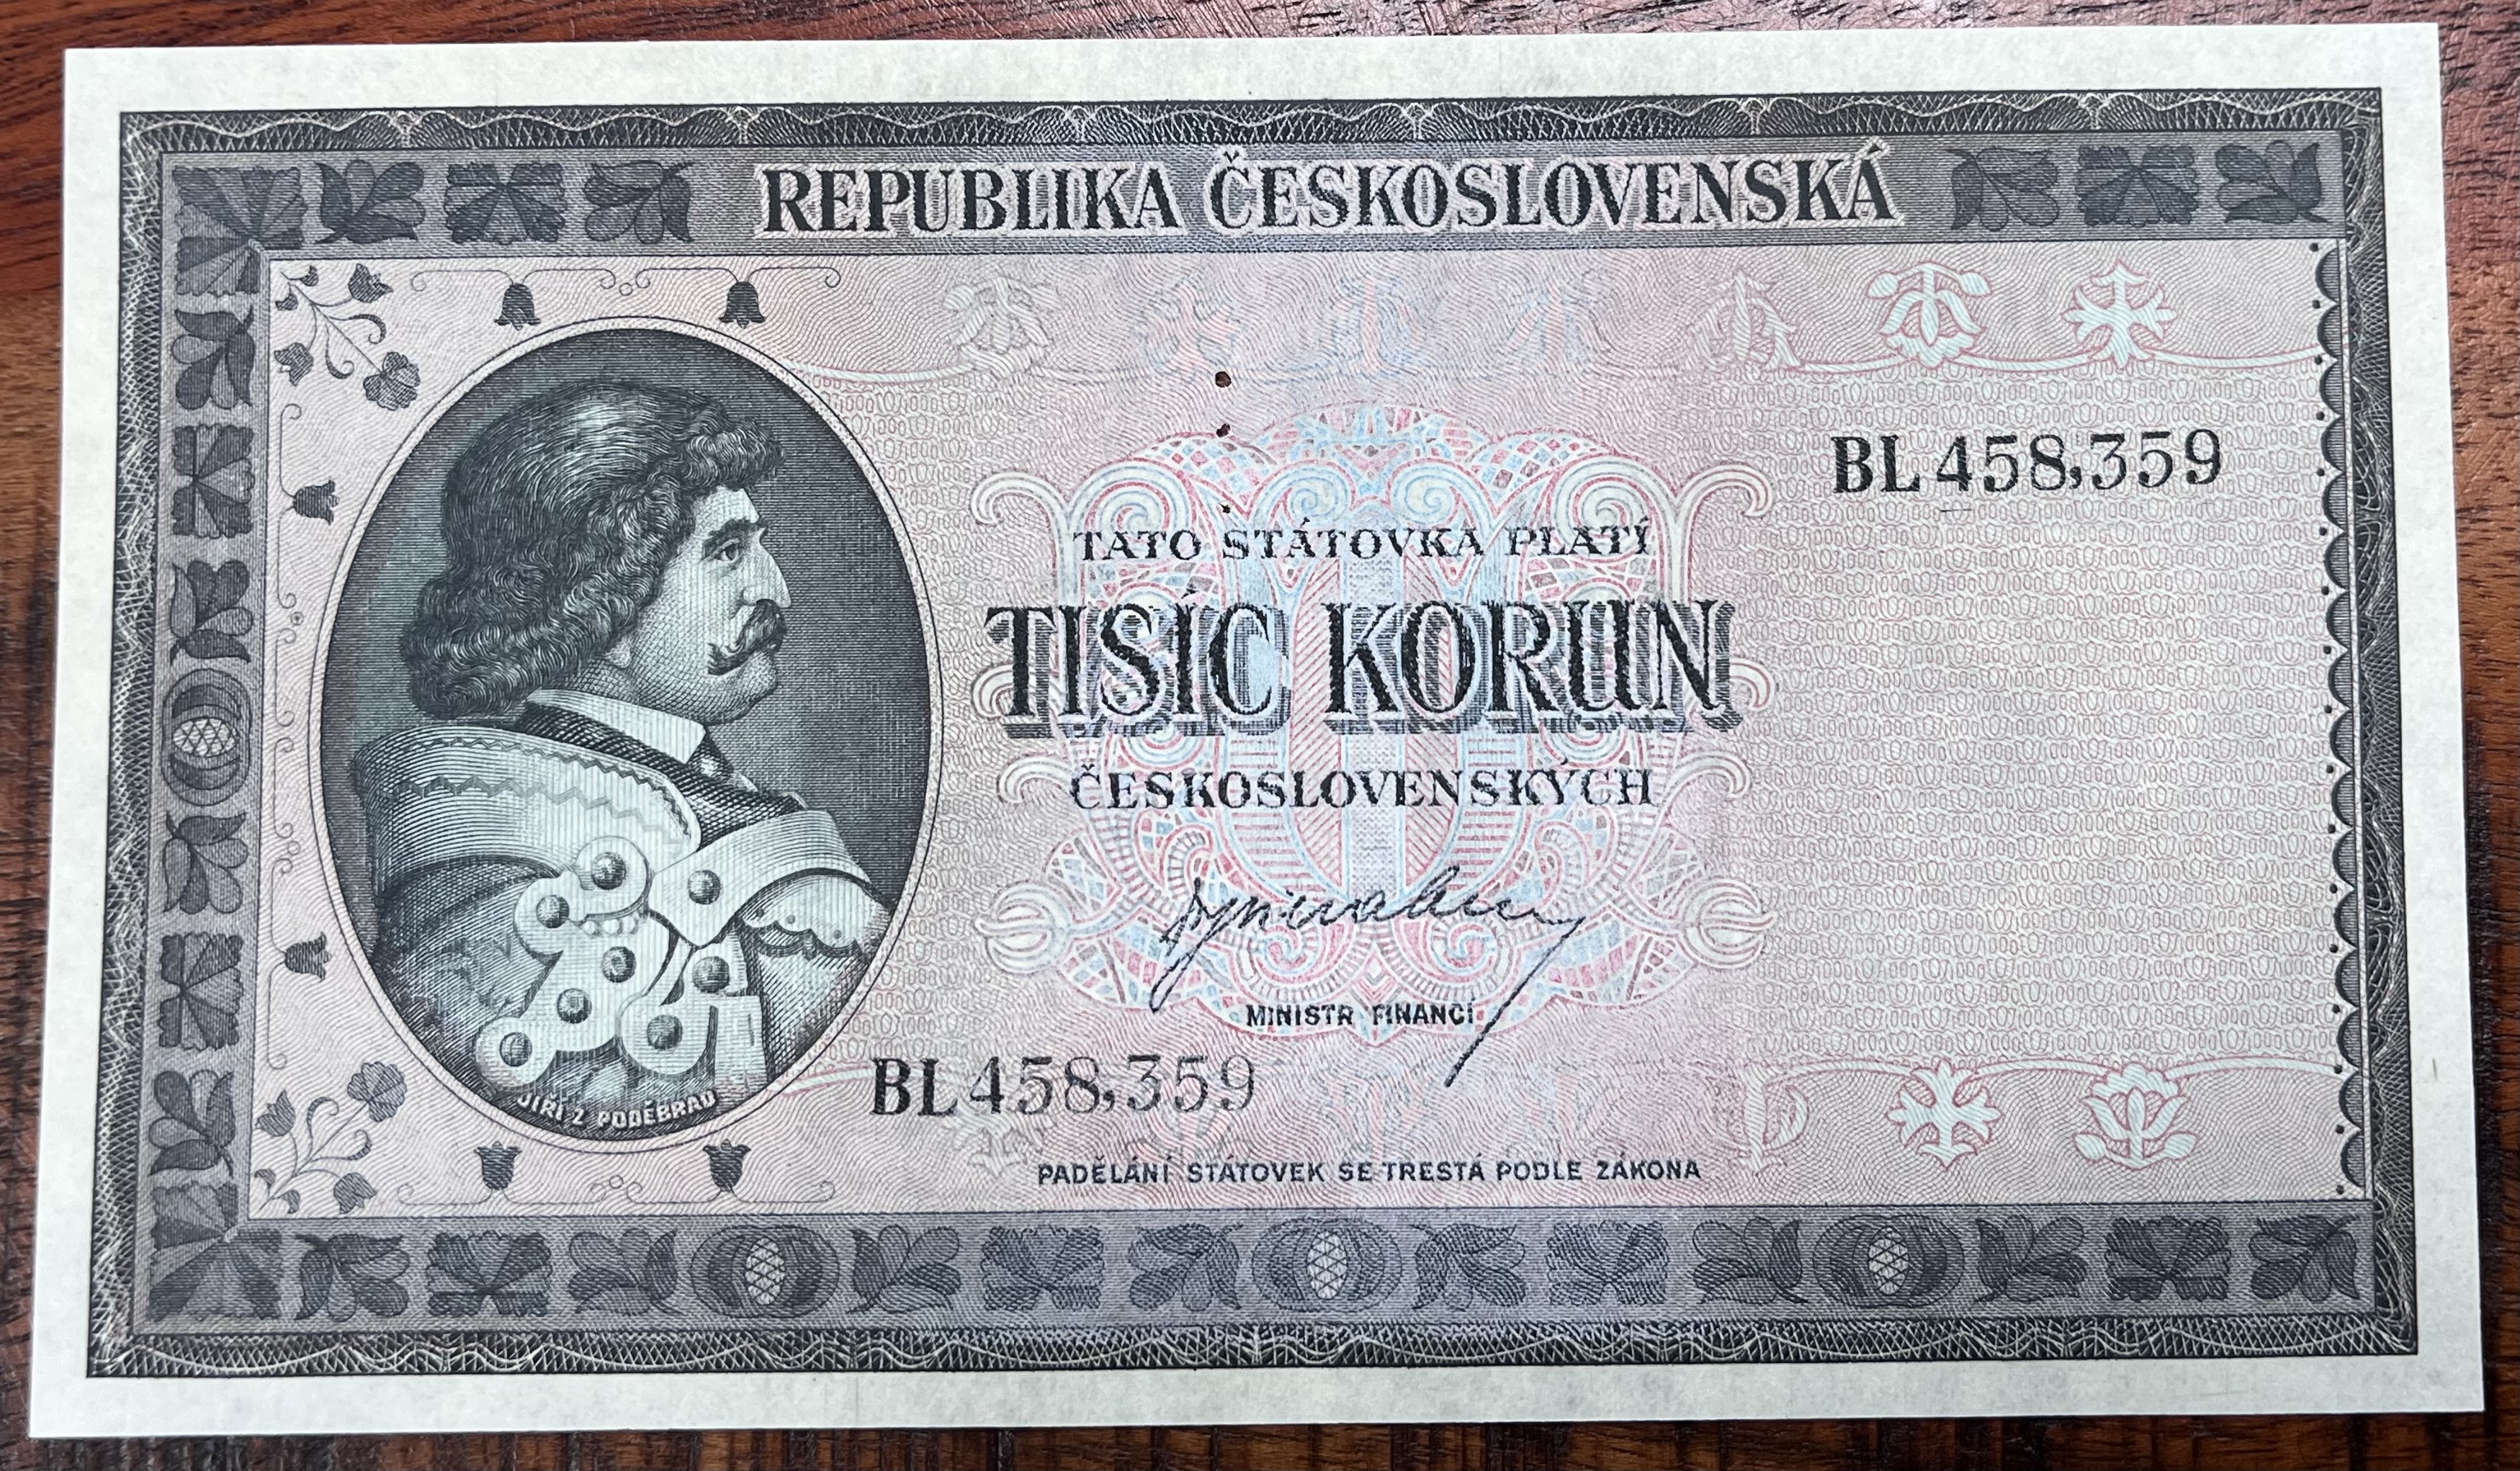 REPUBLIKA ČESKOSLOVENSKÁ
BL 458,359
TATO STÁTOVKA PLATÍ
TISÍC KORUN
ČESKOSLOVENSKÝCH
MINISTR FINANCÍ
BL 458,359
JIŘÍ Z PODĚBRAD
PADĚLÁNÍ STÁTOVEK SE TRESTÁ PODLE ZÁKONA